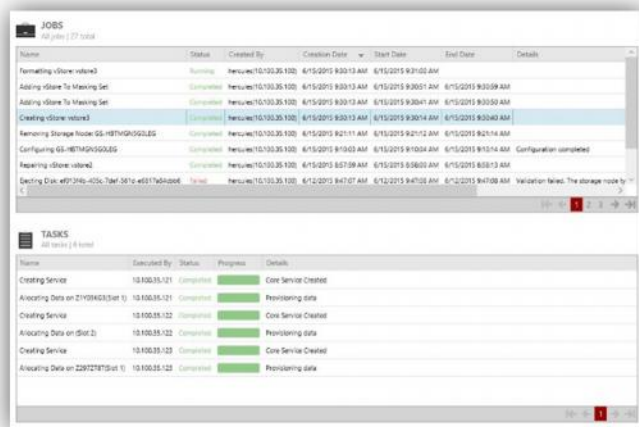 JOBS
All jobs | 27 total
Name Status Created By Creation Date Start Date End Date Details
Formatting vStore: vstore3 Running hercules(10.100.35.100) 6/15/2015 9:30:13 AM 6/15/2015 9:31:00 AM
Adding vStore To Masking Set Completed hercules(10.100.35.100) 6/15/2015 9:30:13 AM 6/15/2015 9:30:51 AM 6/15/2015 9:30:59 AM
Adding vStore To Masking Set Completed hercules(10.100.35.100) 6/15/2015 9:30:13 AM 6/15/2015 9:30:41 AM 6/15/2015 9:30:50 AM
Creating vStore: vstore3 Completed hercules(10.100.35.100) 6/15/2015 9:30:13 AM 6/15/2015 9:30:14 AM 6/15/2015 9:30:40 AM
Removing Storage Node: Completed hercules(10.100.35.100) 6/15/2015 9:21:11 AM 6/15/2015 9:21:12 AM 6/15/2015 9:21:14 AM
Configuring Completed hercules(10.100.35.100) 6/15/2015 9:10:03 AM 6/15/2015 9:10:04 AM 6/15/2015 9:10:14 AM Configuration completed
Repairing vStore: vstore2 Completed hercules(10.100.35.100) 6/15/2015 8:57:59 AM 6/15/2015 8:58:00 AM 6/15/2015 8:58:13 AM
Ejecting Disk: Failed hercules(10.100.35.100) 6/12/2015 9:47:07 AM 6/12/2015 9:47:08 AM 6/12/2015 9:47:08 AM Validation failed. The storage node ty
1 2 3
TASKS
All tasks | 6 total
Name Executed By Status Progress Details
Creating Service 10.100.35.121 Completed Core Service Created
Allocating Data on (Slot 1) 10.100.35.121 Completed Provisioning data
Creating Service 10.100.35.122 Completed Core Service Created
Allocating Data on (Slot 2) 10.100.35.122 Completed Provisioning data
Creating Service 10.100.35.123 Completed Core Service Created
Allocating Data on (Slot 1) 10.100.35.123 Completed Provisioning data
1